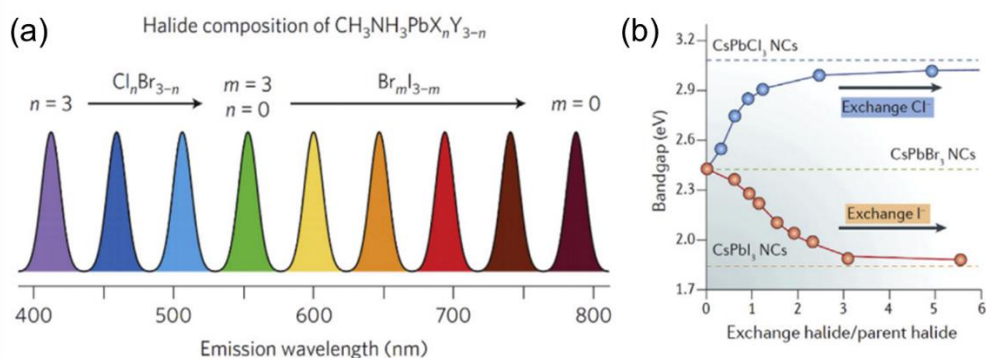 (a)
Halide composition of CH₃NH₃PbXₙY₃₋ₙ
n = 3
ClₙBr₃₋ₙ
m = 3
n = 0
BrₘI₃₋ₘ
m = 0
400 500 600 700 800
Emission wavelength (nm)
(b)
3.2
2.9
2.6
2.3
2.0
1.7
Bandgap (eV)
CsPbCl₃ NCs
Exchange Cl⁻
CsPbBr₃ NCs
Exchange I⁻
CsPbI₃ NCs
0 1 2 3 4 5 6
Exchange halide/parent halide